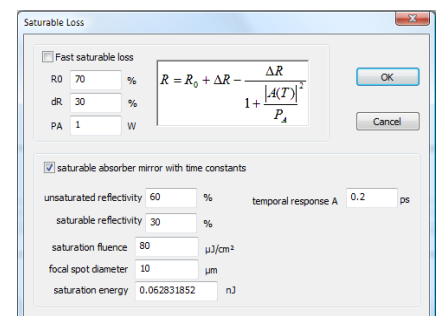 Saturable Loss
Fast saturable loss
R0 70 %
dR 30 %
PA 1 W
R = R₀ + ΔR − ΔR / (1 + |A(T)|² / P_A)
OK
Cancel
saturable absorber mirror with time constants
unsaturated reflectivity 60 %
temporal response A 0.2 ps
saturable reflectivity 30 %
saturation fluence 80 µJ/cm²
focal spot diameter 10 µm
saturation energy 0.062831852 nJ